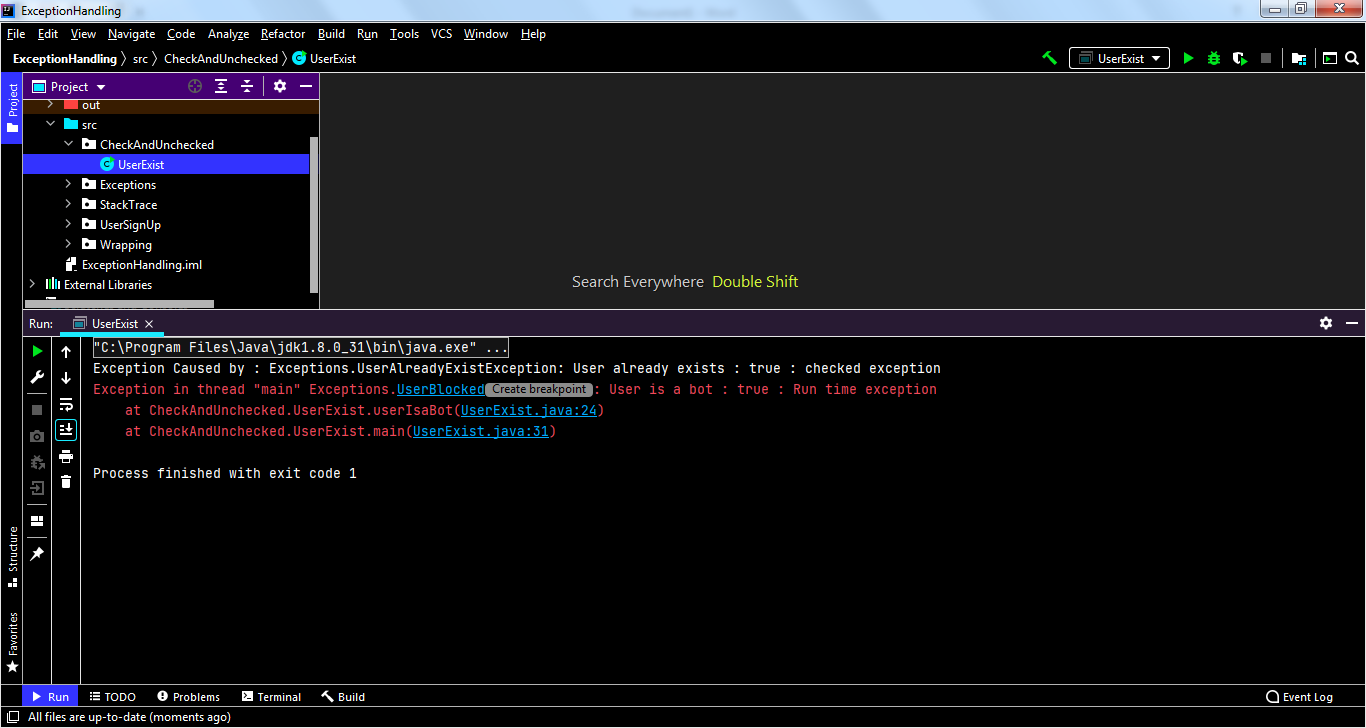 ExceptionHandling
File Edit View Navigate Code Analyze Refactor Build Run Tools VCS Window Help
ExceptionHandling src CheckAndUnchecked UserExist
UserExist
Project
Project
out
src
CheckAndUnchecked
UserExist
Exceptions
StackTrace
UserSignUp
Wrapping
ExceptionHandling.iml
External Libraries
Search Everywhere Double Shift
Run: UserExist
"C:\Program Files\Java\jdk1.8.0_31\bin\java.exe" ...
Exception Caused by : Exceptions.UserAlreadyExistException: User already exists : true : checked exception
Exception in thread "main" Exceptions.UserBlocked Create breakpoint : User is a bot : true : Run time exception
at CheckAndUnchecked.UserExist.userIsaBot(UserExist.java:24)
at CheckAndUnchecked.UserExist.main(UserExist.java:31)
Process finished with exit code 1
Structure
Favorites
Run TODO Problems Terminal Build Event Log
All files are up-to-date (moments ago)